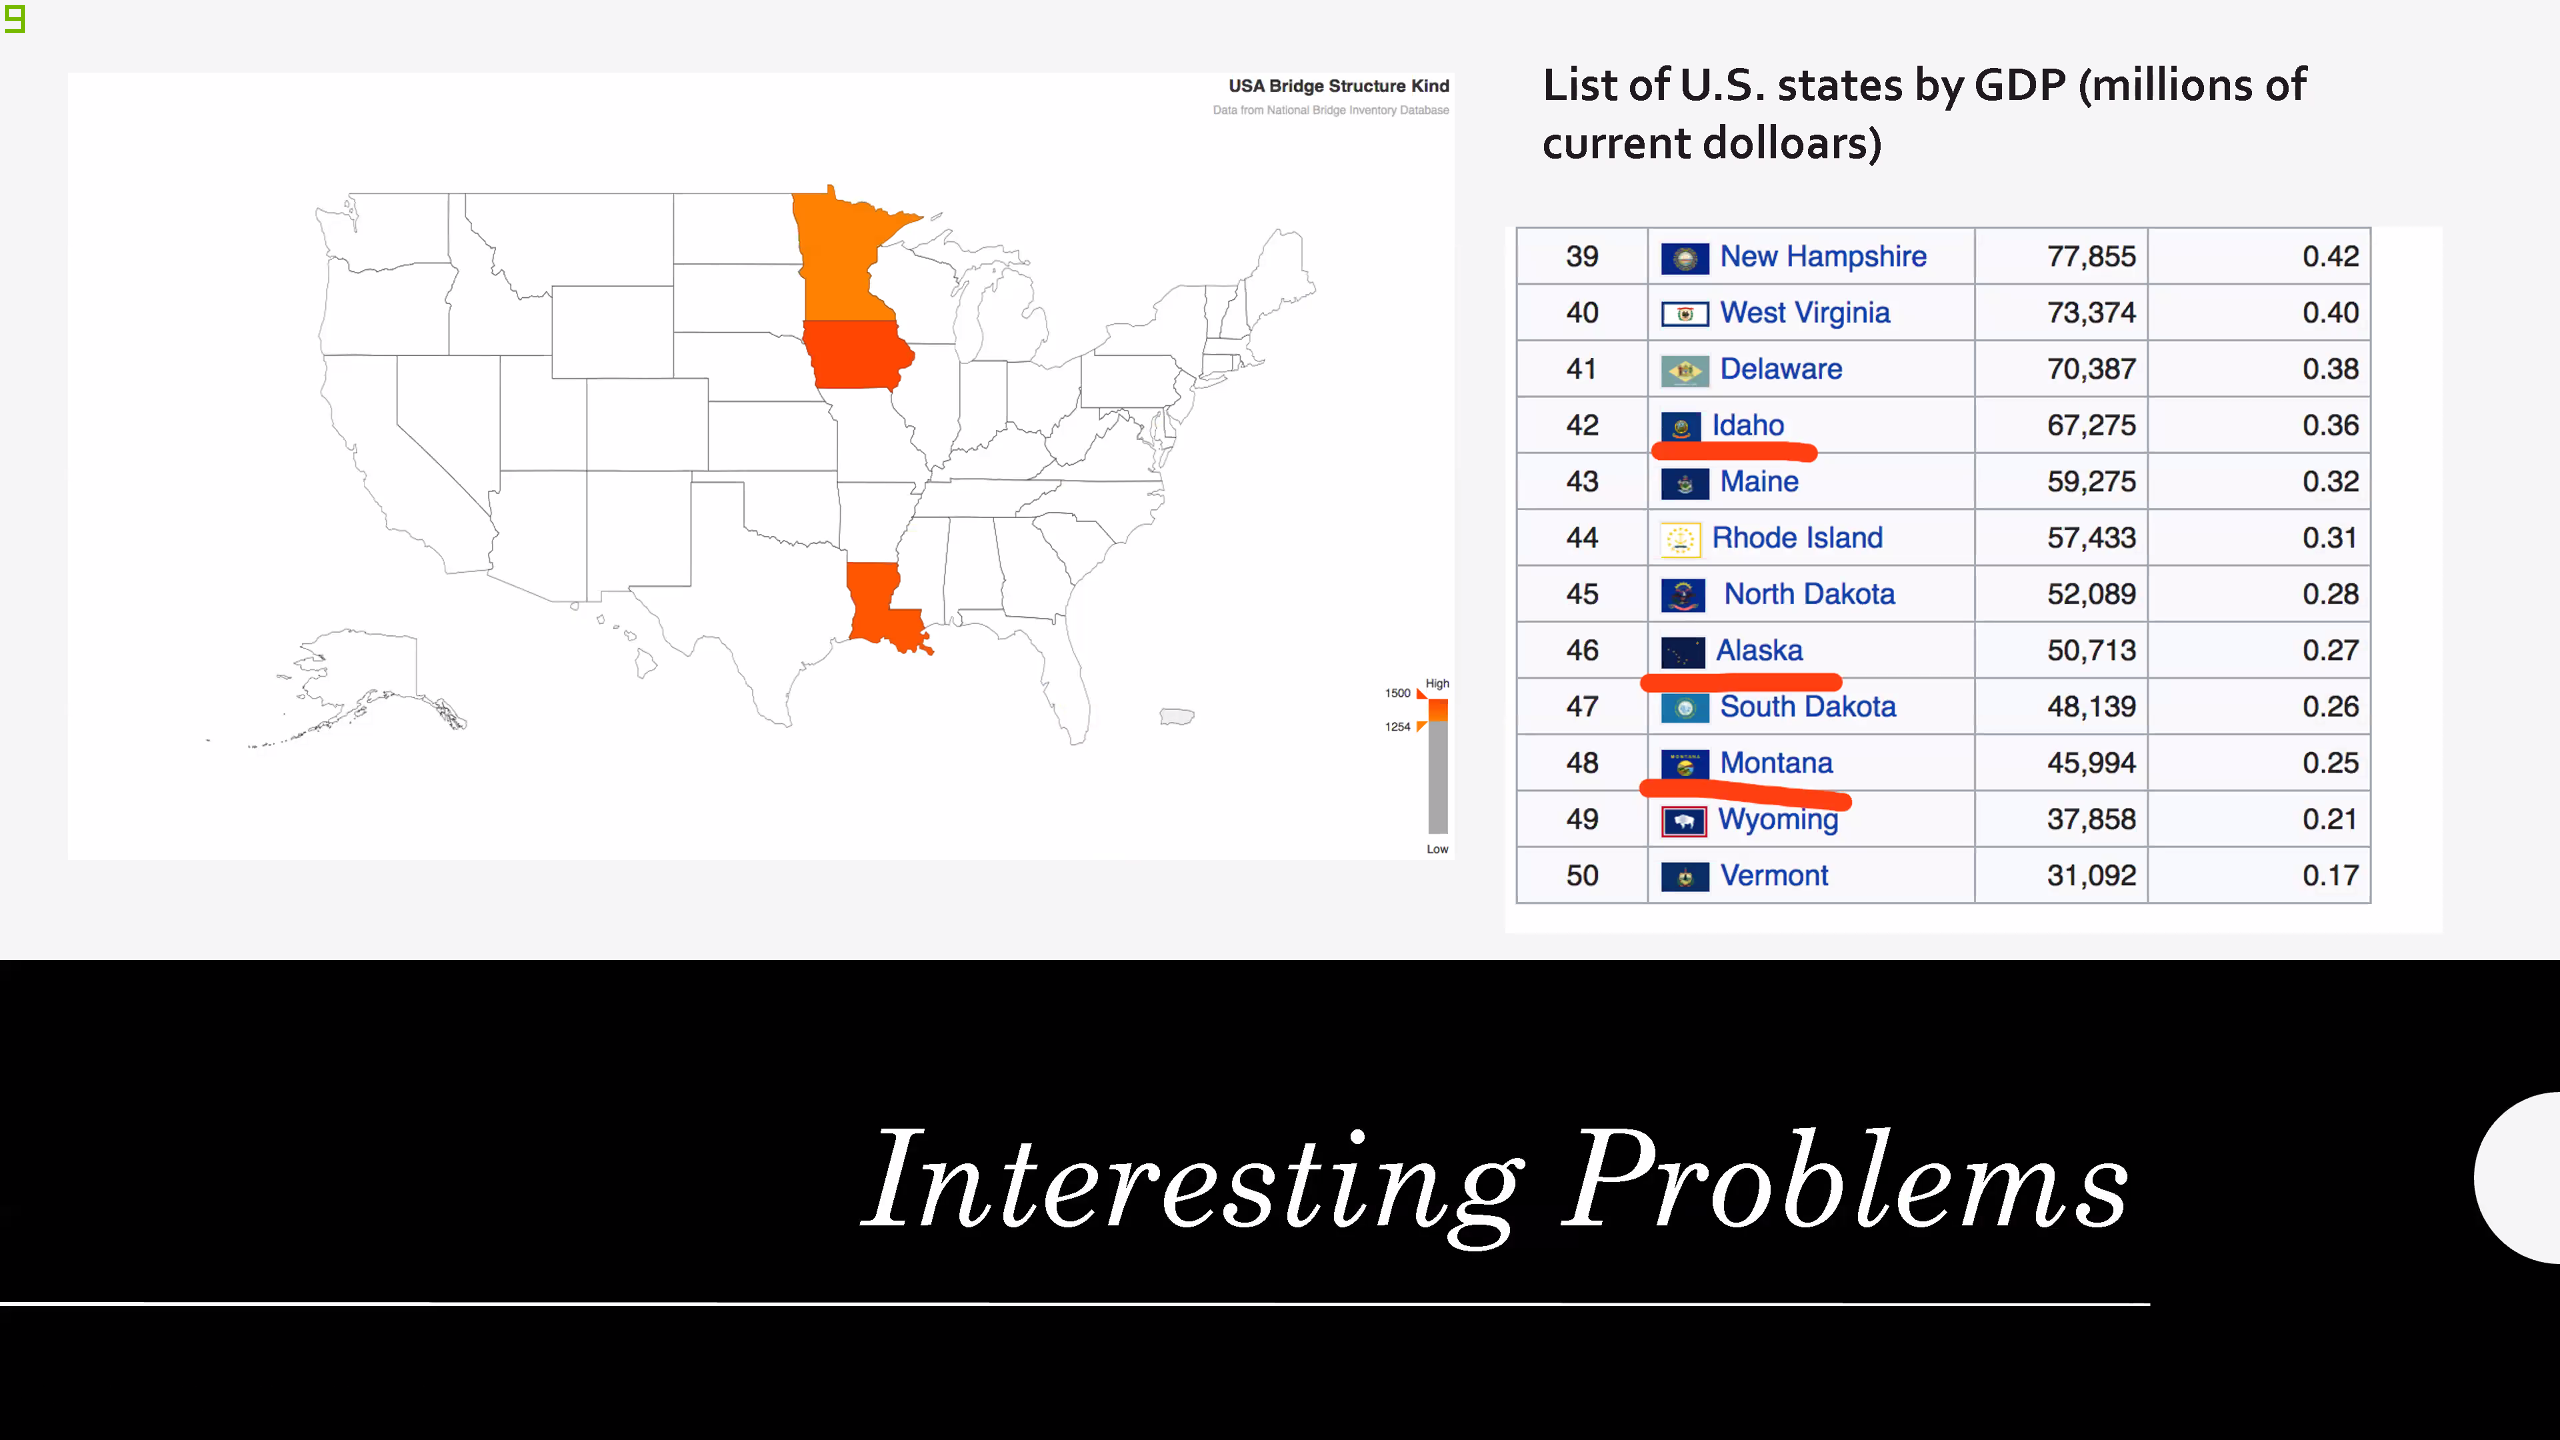 9
USA Bridge Structure Kind
Data from National Bridge Inventory Database
High
1500
1254
Low
List of U.S. states by GDP (millions of
current dolloars)
39 New Hampshire 77,855 0.42
40 West Virginia 73,374 0.40
41 Delaware 70,387 0.38
42 Idaho 67,275 0.36
43 Maine 59,275 0.32
44 Rhode Island 57,433 0.31
45 North Dakota 52,089 0.28
46 Alaska 50,713 0.27
47 South Dakota 48,139 0.26
48 MONTANA Montana 45,994 0.25
49 Wyoming 37,858 0.21
50 Vermont 31,092 0.17
Interesting Problems